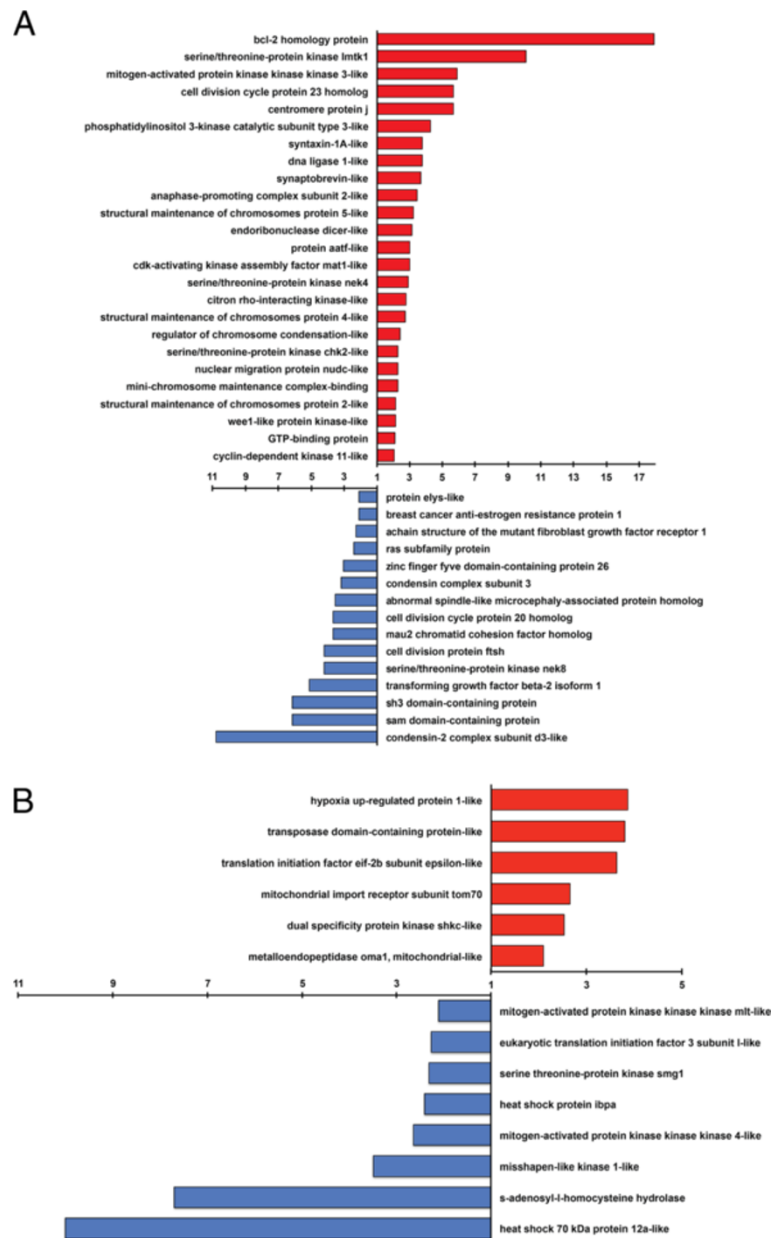 A
bcl-2 homology protein
serine/threonine-protein kinase lmtk1
mitogen-activated protein kinase kinase kinase 3-like
cell division cycle protein 23 homolog
centromere protein j
phosphatidylinositol 3-kinase catalytic subunit type 3-like
syntaxin-1A-like
dna ligase 1-like
synaptobrevin-like
anaphase-promoting complex subunit 2-like
structural maintenance of chromosomes protein 5-like
endoribonuclease dicer-like
protein aatf-like
cdk-activating kinase assembly factor mat1-like
serine/threonine-protein kinase nek4
citron rho-interacting kinase-like
structural maintenance of chromosomes protein 4-like
regulator of chromosome condensation-like
serine/threonine-protein kinase chk2-like
nuclear migration protein nudc-like
mini-chromosome maintenance complex-binding
structural maintenance of chromosomes protein 2-like
wee1-like protein kinase-like
GTP-binding protein
cyclin-dependent kinase 11-like
11 9 7 5 3 1 3 5 7 9 11 13 15 17
protein elys-like
breast cancer anti-estrogen resistance protein 1
achain structure of the mutant fibroblast growth factor receptor 1
ras subfamily protein
zinc finger fyve domain-containing protein 26
condensin complex subunit 3
abnormal spindle-like microcephaly-associated protein homolog
cell division cycle protein 20 homolog
mau2 chromatid cohesion factor homolog
cell division protein ftsh
serine/threonine-protein kinase nek8
transforming growth factor beta-2 isoform 1
sh3 domain-containing protein
sam domain-containing protein
condensin-2 complex subunit d3-like
B
hypoxia up-regulated protein 1-like
transposase domain-containing protein-like
translation initiation factor eif-2b subunit epsilon-like
mitochondrial import receptor subunit tom70
dual specificity protein kinase shkc-like
metalloendopeptidase oma1, mitochondrial-like
1 3 5
11 9 7 5 3 1
mitogen-activated protein kinase kinase kinase mlt-like
eukaryotic translation initiation factor 3 subunit l-like
serine threonine-protein kinase smg1
heat shock protein ibpa
mitogen-activated protein kinase kinase kinase 4-like
misshapen-like kinase 1-like
s-adenosyl-l-homocysteine hydrolase
heat shock 70 kDa protein 12a-like